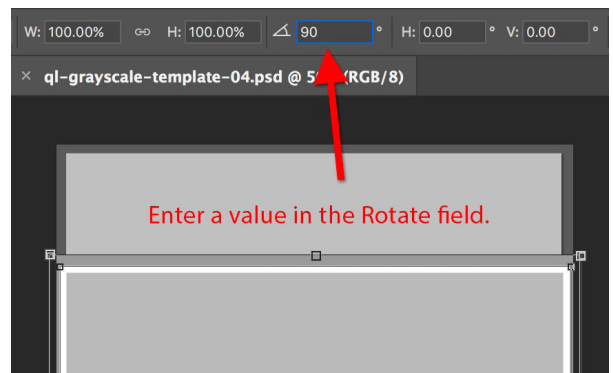 W: 100.00% H: 100.00% 90 ° H: 0.00 ° V: 0.00 °
× ql-grayscale-template-04.psd @ (RGB/8)
Enter a value in the Rotate field.